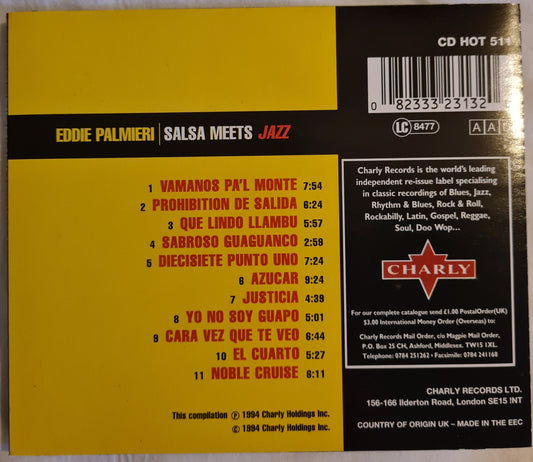 CD HOT 511
0 82333 23132
LC 8477
A A D
EDDIE PALMIERI | SALSA MEETS JAZZ
1 VAMANOS PA'L MONTE 7:54
2 PROHIBITION DE SALIDA 6:24
3 QUE LINDO LLAMBU 5:57
4 SABROSO GUAGUANCO 2:59
5 DIECISIETE PUNTO UNO 7:24
6 AZUCAR 9:24
7 JUSTICIA 4:39
8 YO NO SOY GUAPO 5:01
9 CARA VEZ QUE TE VEO 6:44
10 EL CUARTO 5:27
11 NOBLE CRUISE 6:11
This compilation Ⓟ 1994 Charly Holdings Inc.
© 1994 Charly Holdings Inc.
Charly Records is the world's leading
independent re-issue label specialising
in classic recordings of Blues, Jazz,
Rhythm & Blues, Rock & Roll,
Rockabilly, Latin, Gospel, Reggae,
Soul, Doo Wop...
CHARLY
For our complete catalogue send £1.00 PostalOrder(UK)
$3.00 International Money Order (Overseas) to:
Charly Records Mail Order, c/o Magpie Mail Order,
P.O. Box 25 CH, Ashford, Middlesex. TW15 1XL.
Telephone: 0784 251262 • Facsimile: 0784 241168
CHARLY RECORDS LTD.
156-166 Ilderton Road, London SE15 !NT
COUNTRY OF ORIGIN UK – MADE IN THE EEC